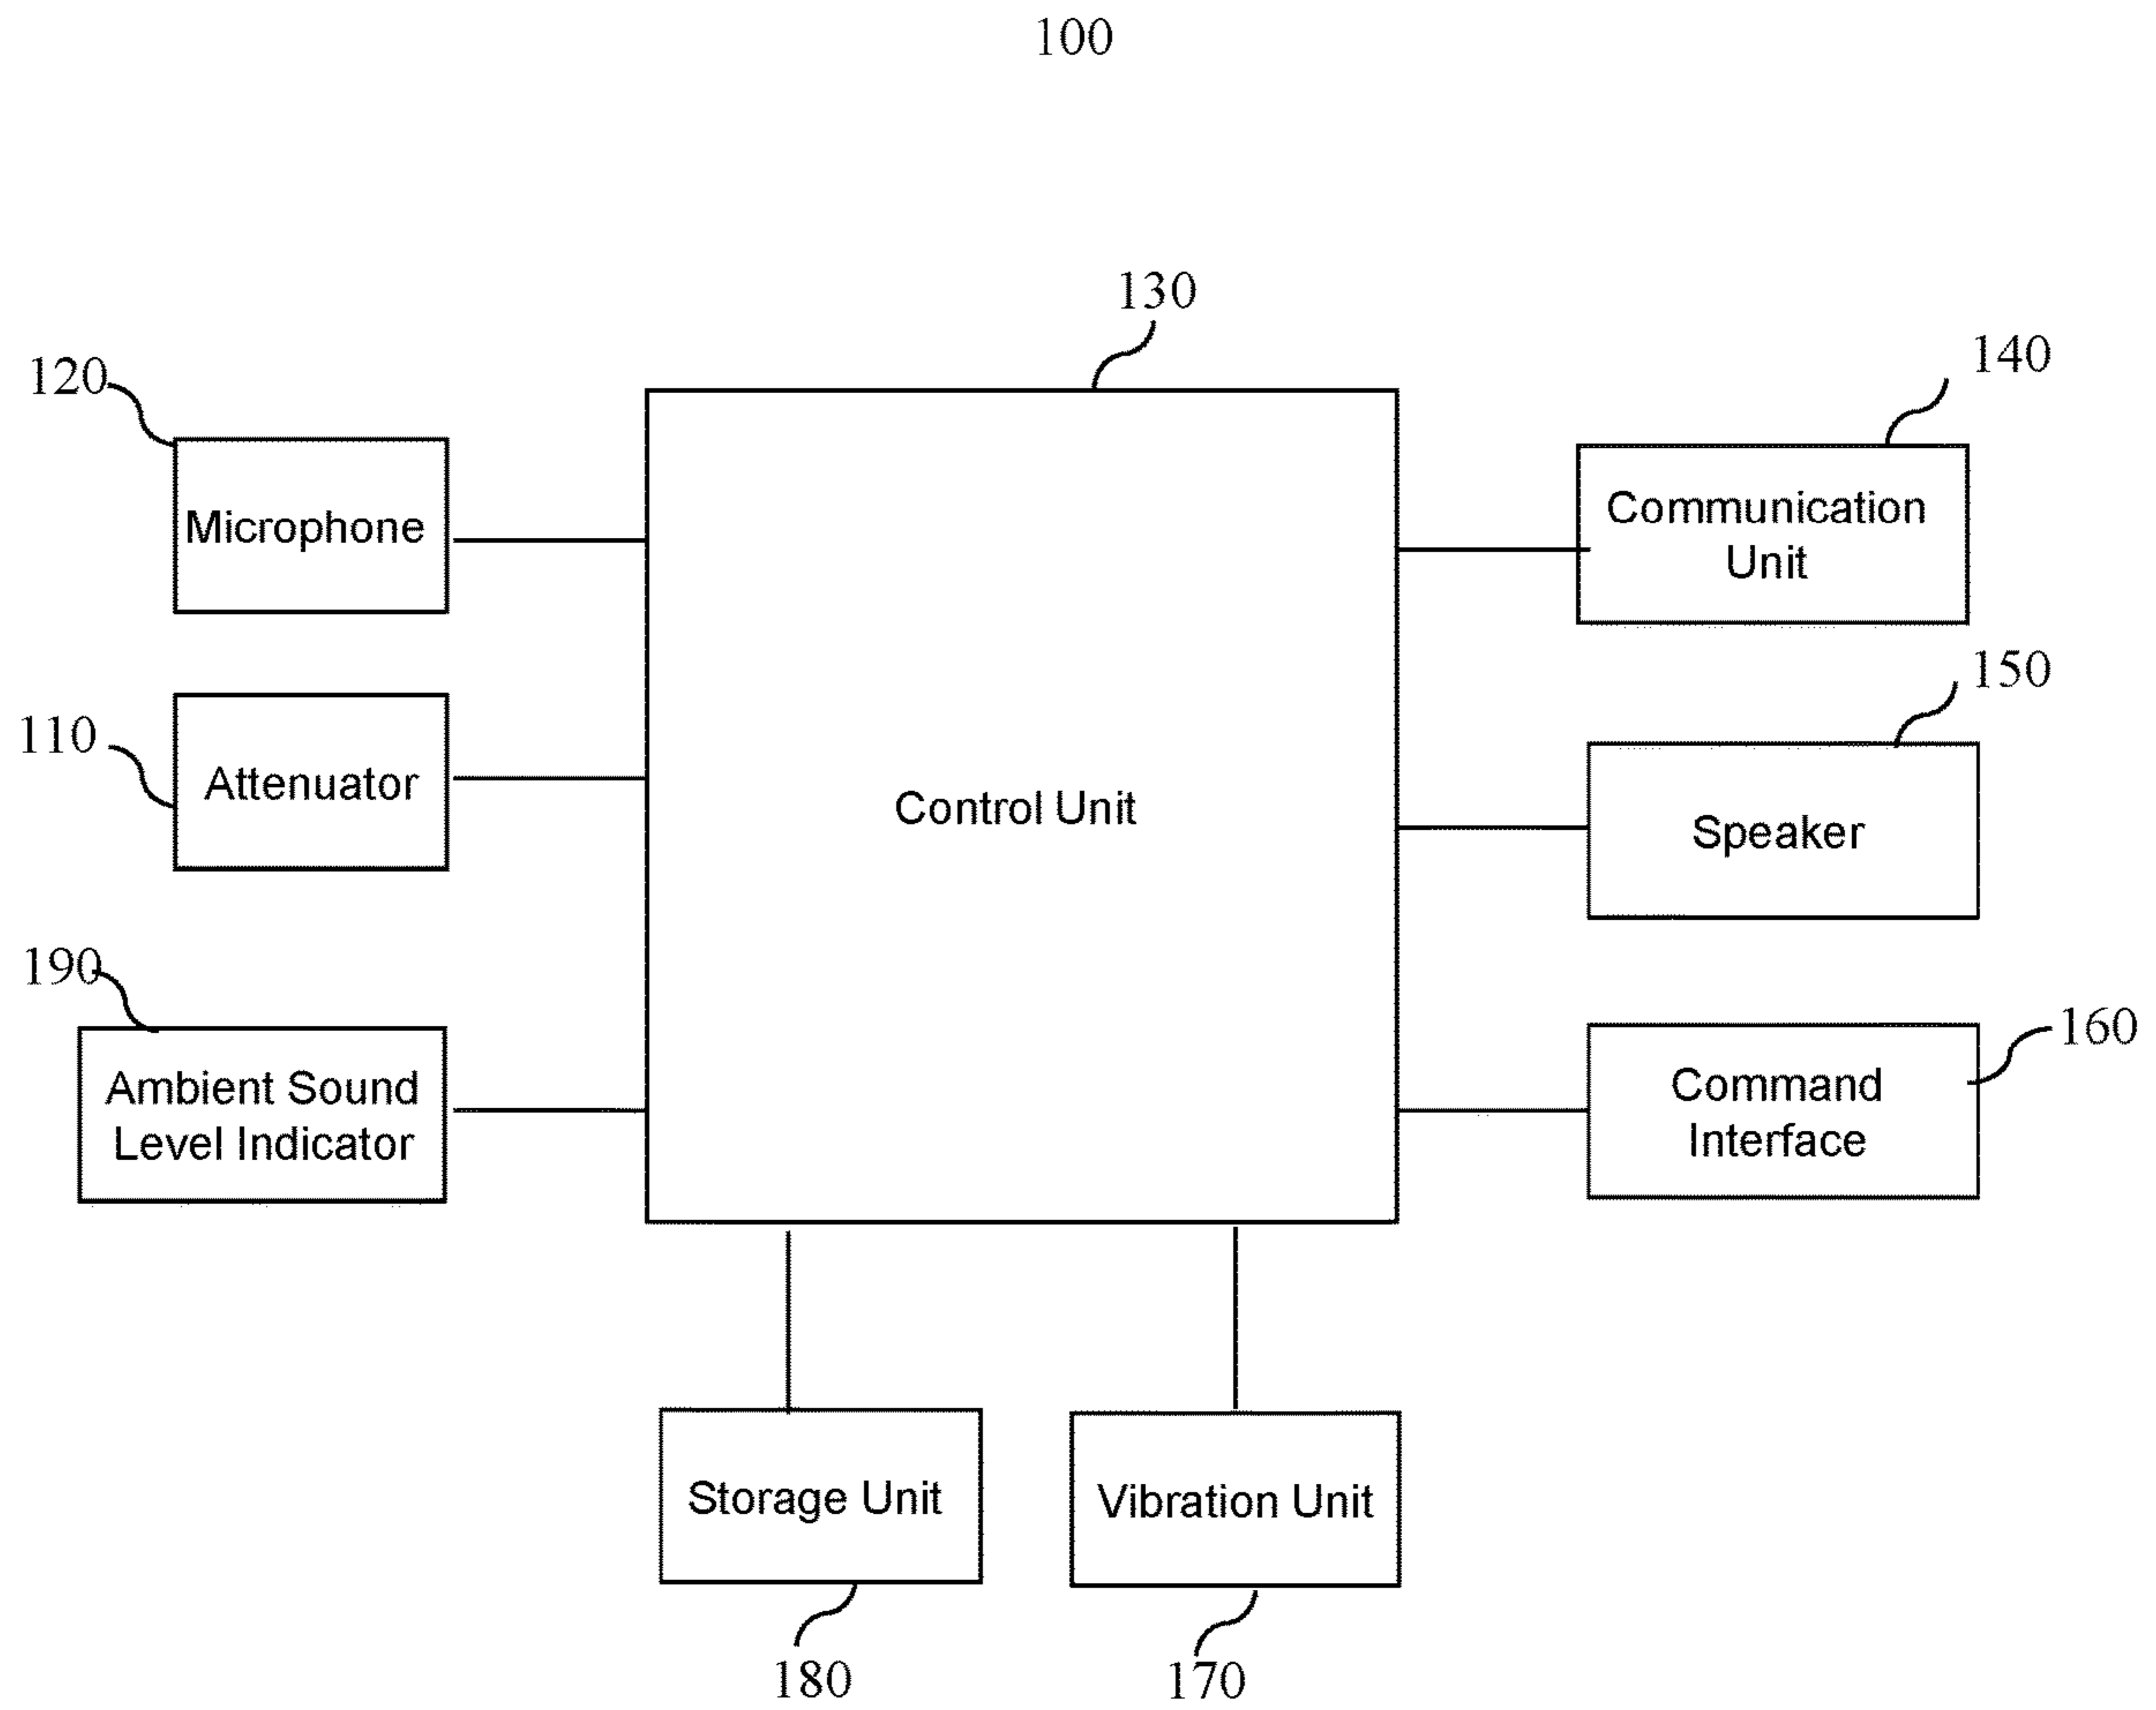 100
130
140
120
Microphone
Communication
Unit
150
110
Attenuator
Control Unit
Speaker
190
160
Ambient Sound
Level Indicator
Command
Interface
Storage Unit
Vibration Unit
180
170